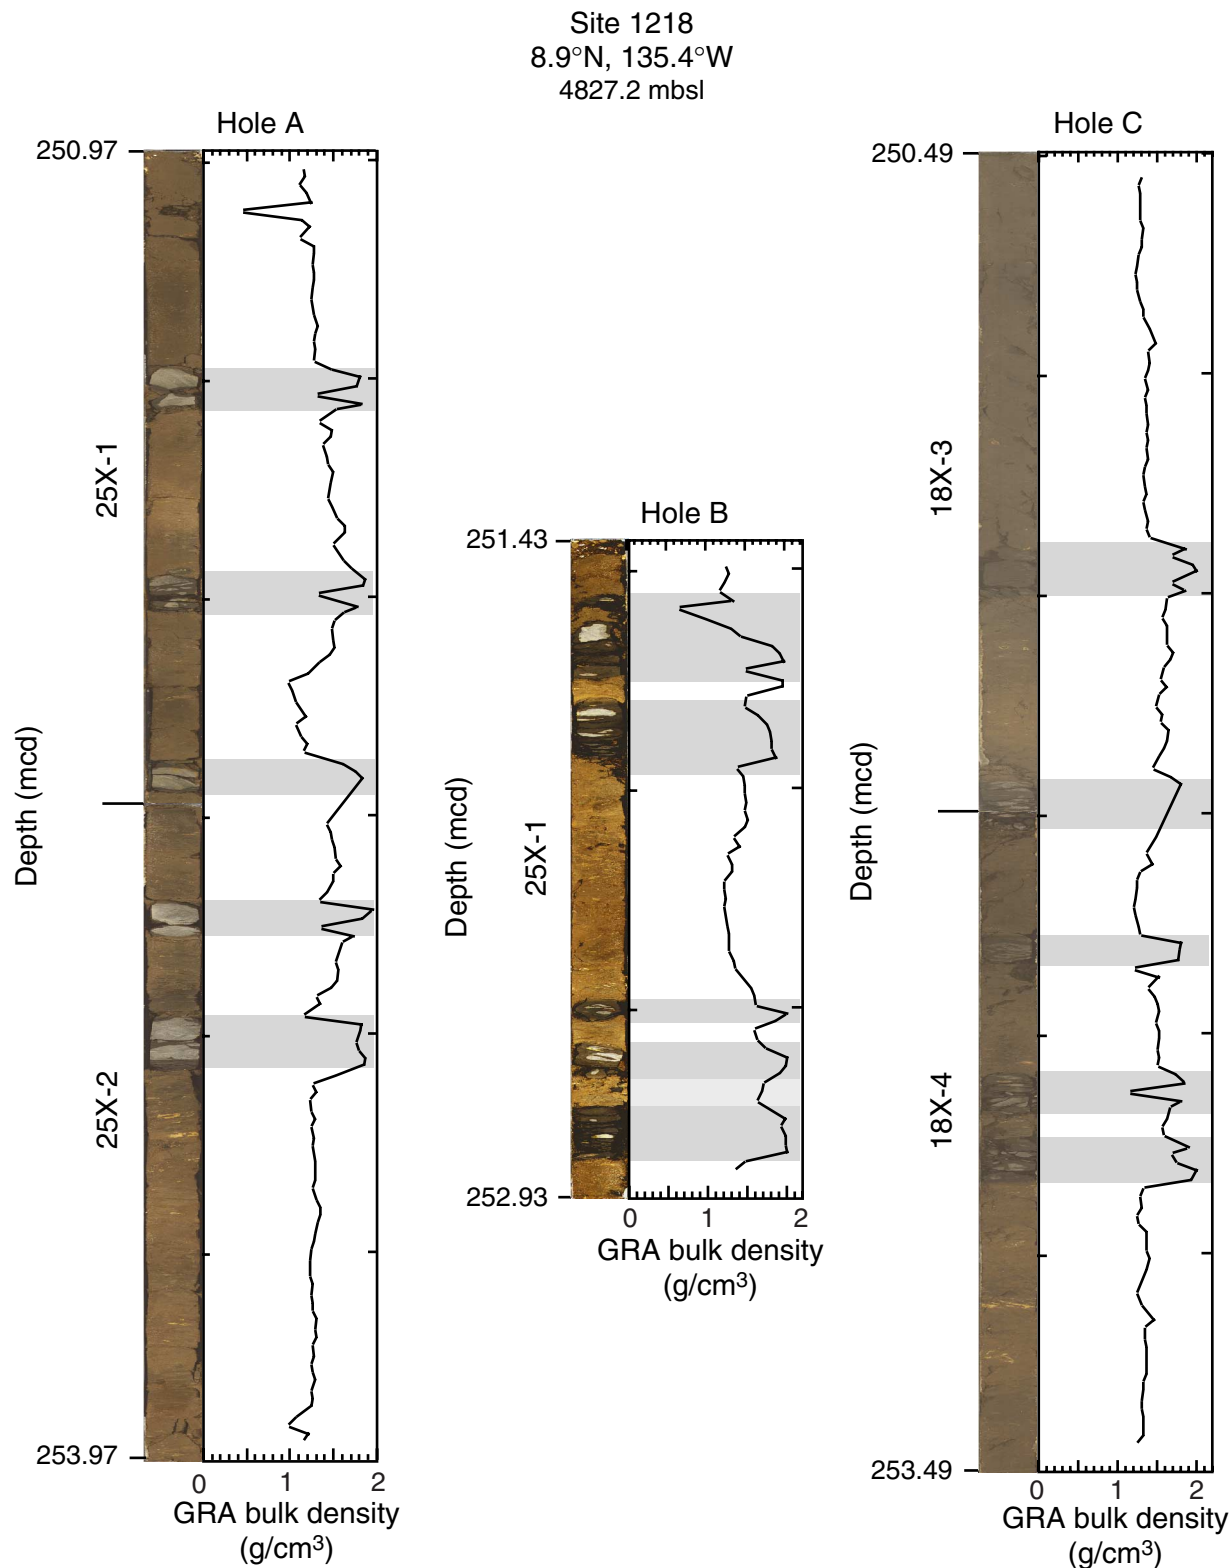 Site 1218
8.9°N, 135.4°W
4827.2 mbsl
Hole A
250.97
25X-1
Depth (mcd)
25X-2
253.97
0 1 2
GRA bulk density
(g/cm³)
Hole B
251.43
Depth (mcd)
25X-1
252.93
0 1 2
GRA bulk density
(g/cm³)
Hole C
250.49
18X-3
Depth (mcd)
18X-4
253.49
0 1 2
GRA bulk density
(g/cm³)